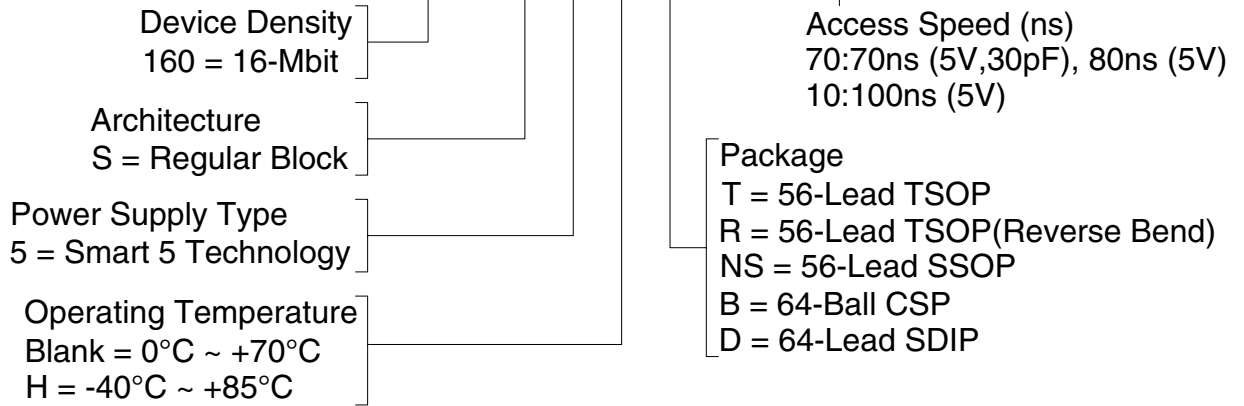 Device Density
160 = 16-Mbit
Architecture
S = Regular Block
Power Supply Type
5 = Smart 5 Technology
Operating Temperature
Blank = 0°C ~ +70°C
H = -40°C ~ +85°C
Access Speed (ns)
70:70ns (5V,30pF), 80ns (5V)
10:100ns (5V)
Package
T = 56-Lead TSOP
R = 56-Lead TSOP(Reverse Bend)
NS = 56-Lead SSOP
B = 64-Ball CSP
D = 64-Lead SDIP